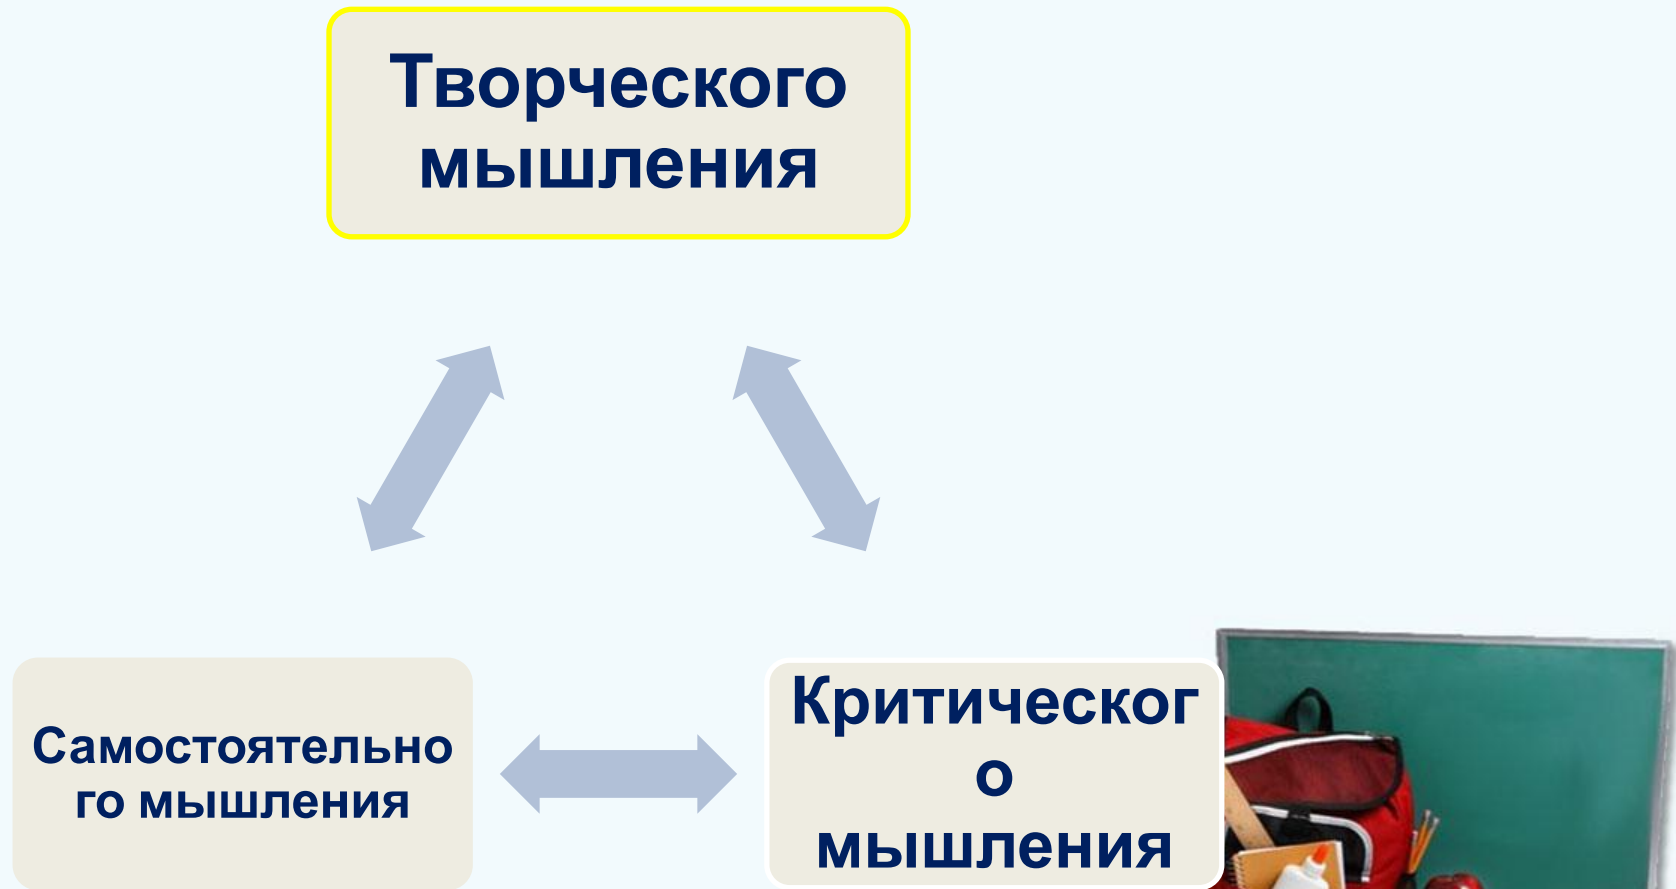 Творческого
мышления
Самостоятельно
го мышления
Критическог
о
мышления